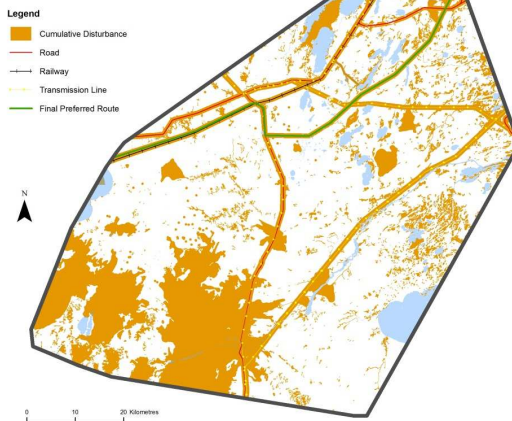 Legend
Cumulative Disturbance
Road
Railway
Transmission Line
Final Preferred Route
N
0 10 20 Kilometres